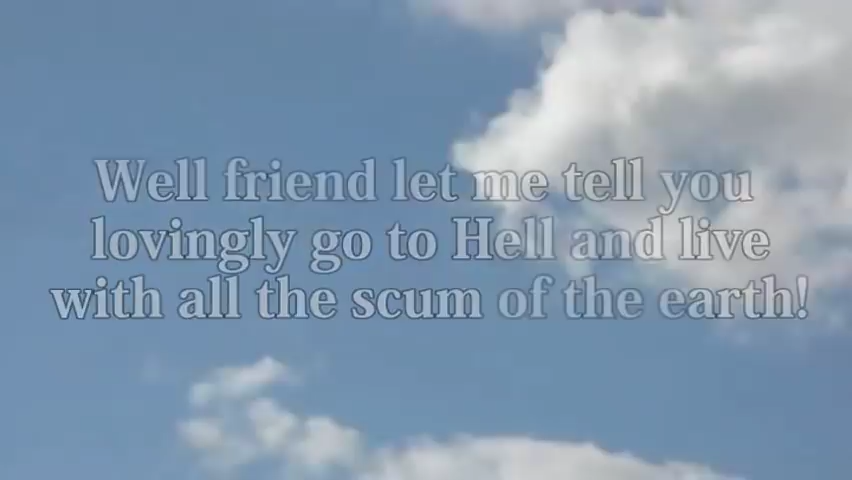 Well friend let me tell you
lovingly go to Hell and live
with all the scum of the earth!